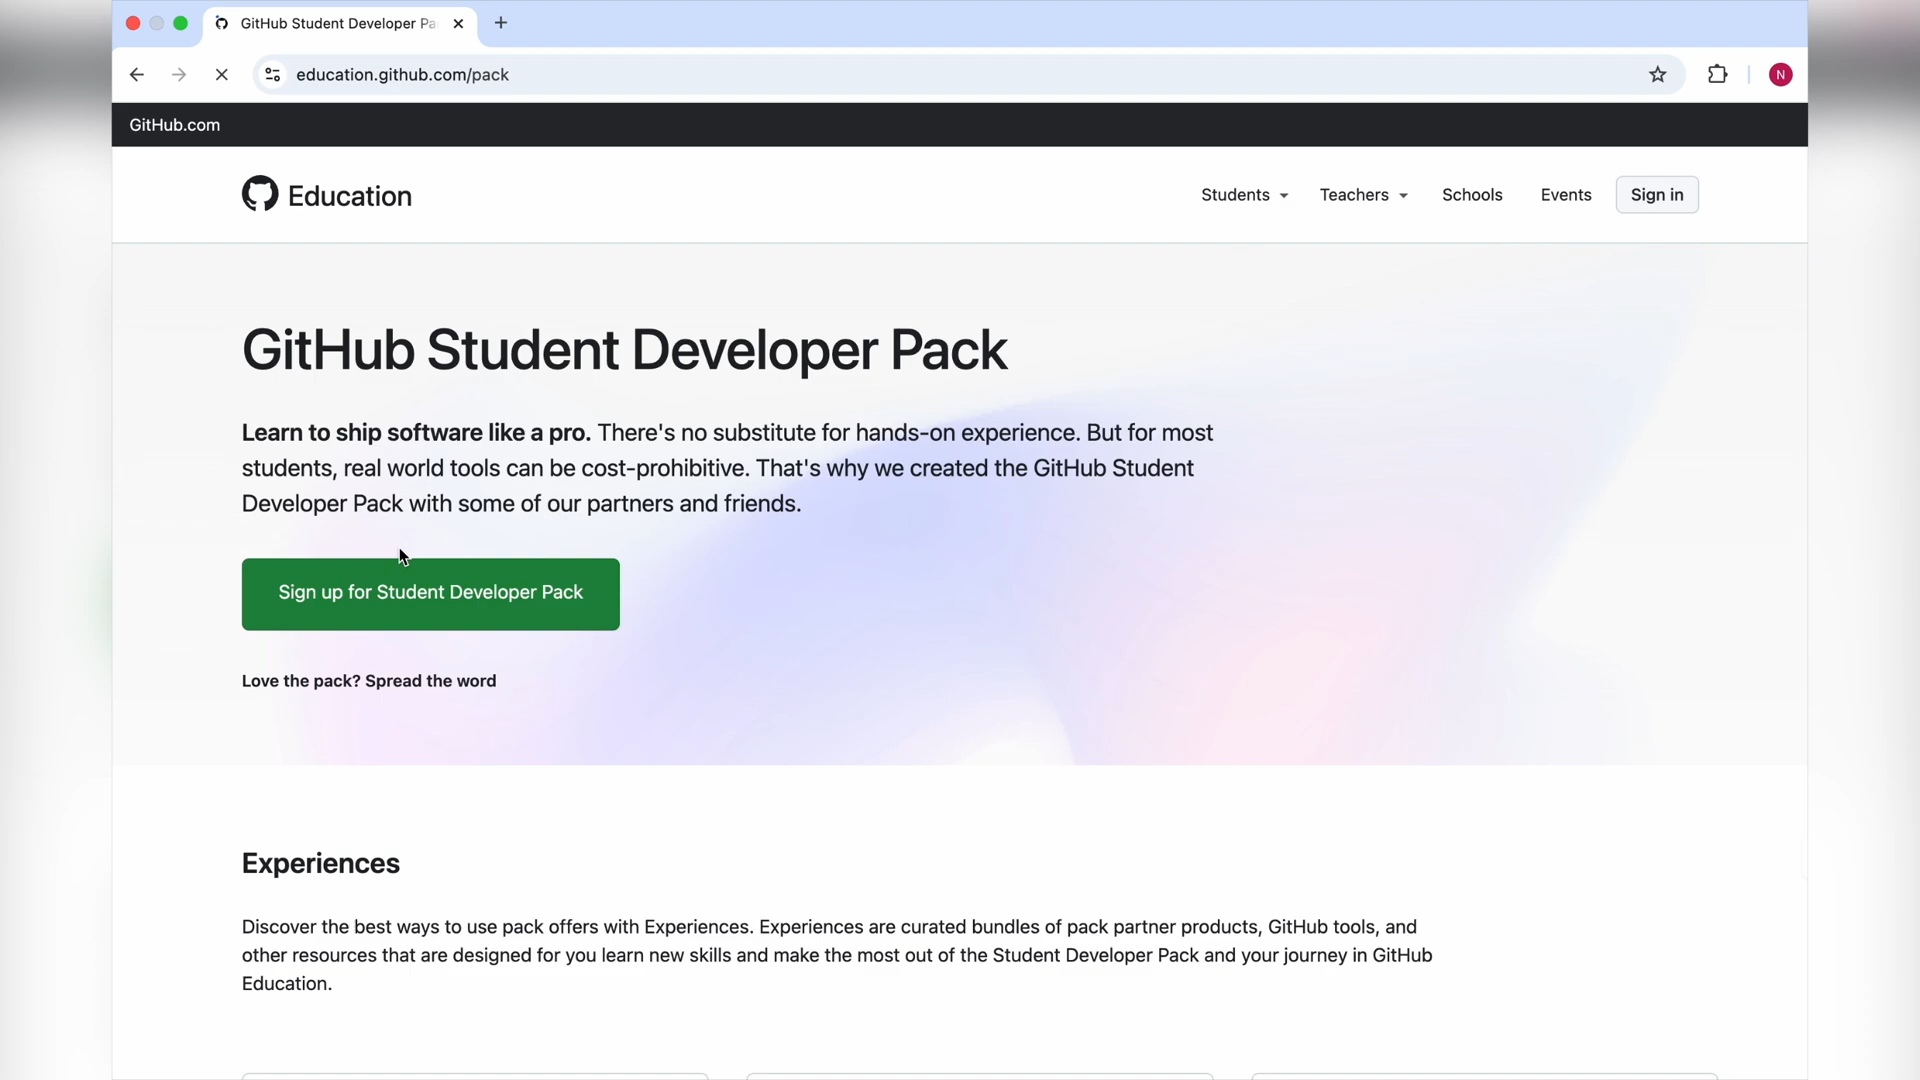 GitHub Student Developer Pa
education.github.com/pack
N
GitHub.com
Education
Students
Teachers
Schools
Events
Sign in
GitHub Student Developer Pack
Learn to ship software like a pro. There's no substitute for hands-on experience. But for most
students, real world tools can be cost-prohibitive. That's why we created the GitHub Student
Developer Pack with some of our partners and friends.
Sign up for Student Developer Pack
Love the pack? Spread the word
Experiences
Discover the best ways to use pack offers with Experiences. Experiences are curated bundles of pack partner products, GitHub tools, and
other resources that are designed for you learn new skills and make the most out of the Student Developer Pack and your journey in GitHub
Education.